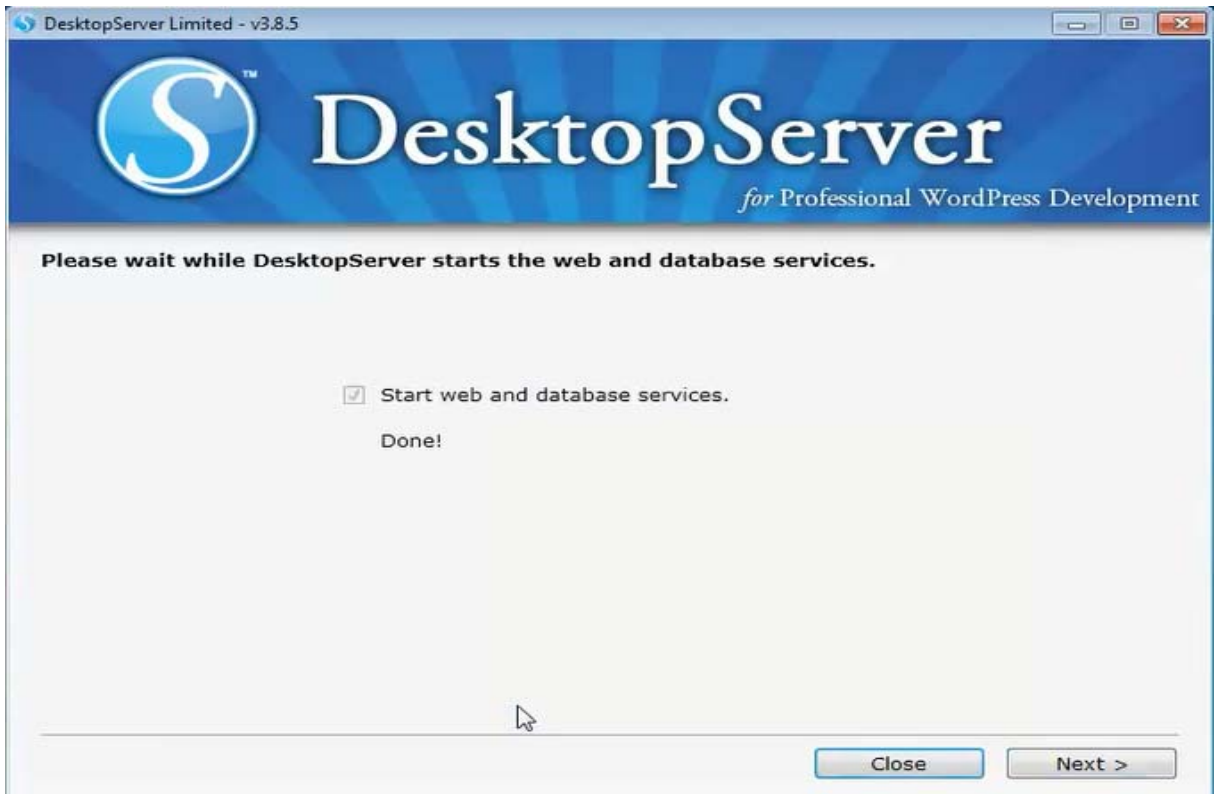 DesktopServer Limited - v3.8.5
S™
DesktopServer
for Professional WordPress Development
Please wait while DesktopServer starts the web and database services.
Start web and database services.
Done!
Close
Next >